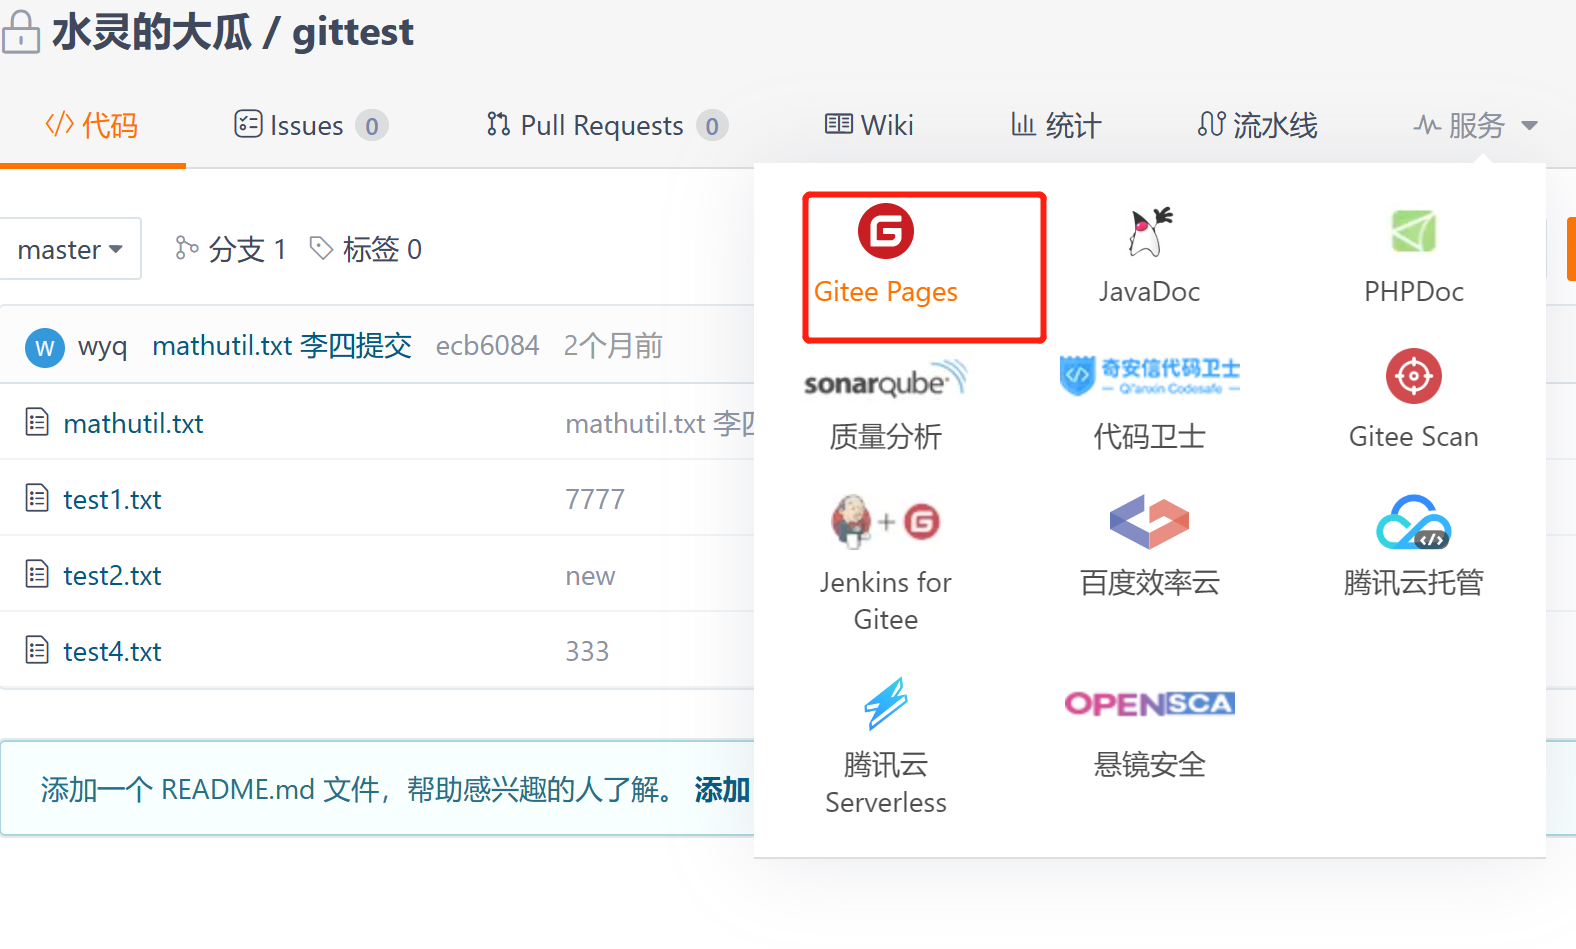 水灵的大瓜 / gittest
代码 Issues 0 Pull Requests 0 Wiki 统计 流水线 服务
master 分支 1 标签 0
W wyq mathutil.txt 李四提交 ecb6084 2个月前
mathutil.txt mathutil.txt 李
test1.txt 7777
test2.txt new
test4.txt 333
添加一个 README.md 文件，帮助感兴趣的人了解。 添加
G
Gitee Pages
JavaDoc
PHPDoc
sonarqube
质量分析
奇安信代码卫士
Qi'anxin Codesafe
代码卫士
Gitee Scan
+ G
Jenkins for
Gitee
百度效率云
</>
腾讯云托管
腾讯云
Serverless
OPENSCA
悬镜安全